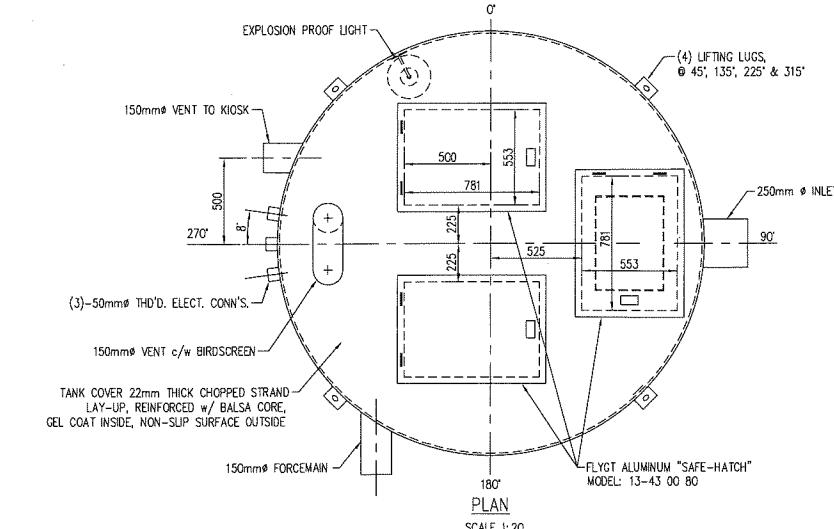 0°
EXPLOSION PROOF LIGHT
(4) LIFTING LUGS,
@ 45°, 135°, 225° & 315°
150mmø VENT TO KIOSK
500
553
781
500
250mm ø INLET
225
8°
270°
781
90°
525
225
553
(3)-50mmø THD'D. ELECT. CONN'S.
150mmø VENT c/w BIRDSCREEN
TANK COVER 22mm THICK CHOPPED STRAND
LAY-UP, REINFORCED w/ BALSA CORE,
GEL COAT INSIDE, NON-SLIP SURFACE OUTSIDE
150mmø FORCEMAIN
FLYGT ALUMINUM "SAFE-HATCH"
MODEL: 13-43 00 80
180°
PLAN
SCALE 1:20